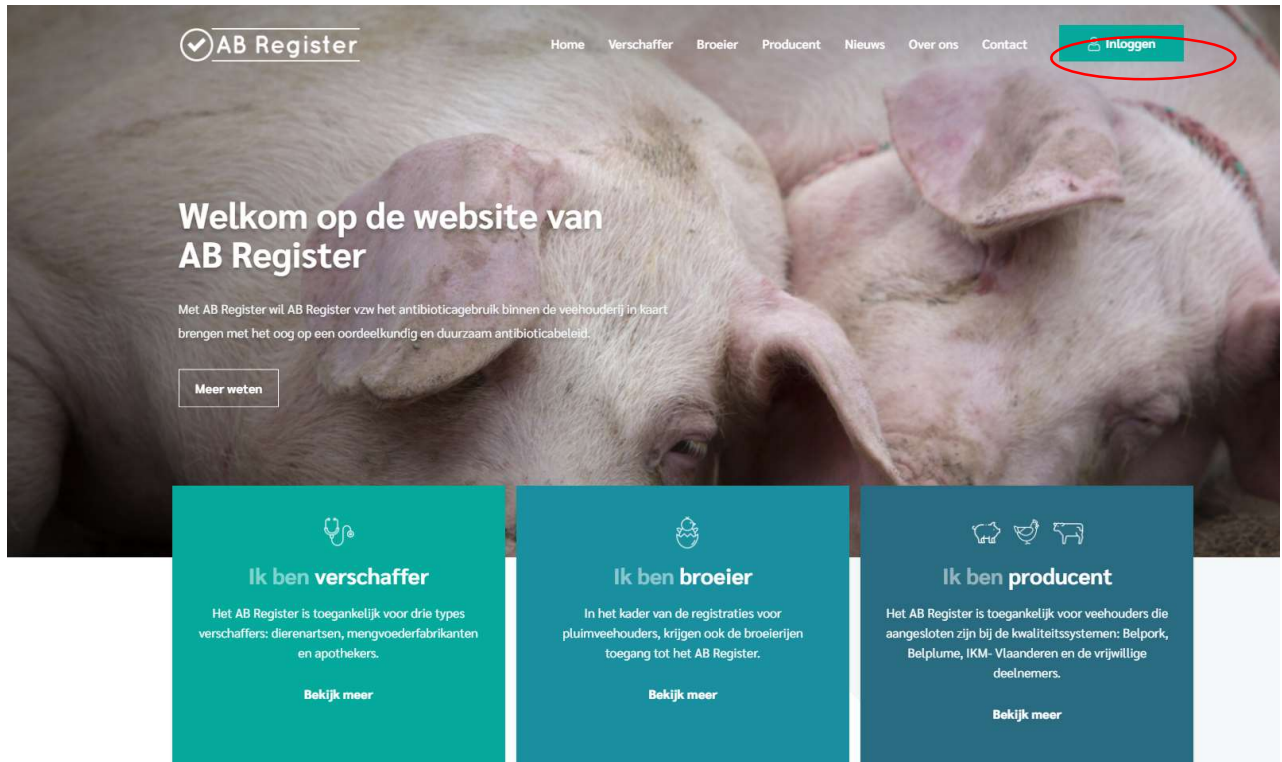 AB Register
Home Verschaffer Broeier Producent Nieuws Over ons Contact Inloggen
Welkom op de website van
AB Register
Met AB Register wil AB Register vzw het antibioticagebruik binnen de veehouderij in kaart
brengen met het oog op een oordeelkundig en duurzaam antibioticabeleid.
Meer weten
Ik ben verschaffer
Het AB Register is toegankelijk voor drie types
verschaffers: dierenartsen, mengvoederfabrikanten
en apothekers.
Bekijk meer
Ik ben broeier
In het kader van de registraties voor
pluimveehouders, krijgen ook de broeierijen
toegang tot het AB Register.
Bekijk meer
Ik ben producent
Het AB Register is toegankelijk voor veehouders die
aangesloten zijn bij de kwaliteitssystemen: Belpork,
Belplume, IKM- Vlaanderen en de vrijwillige
deelnemers.
Bekijk meer